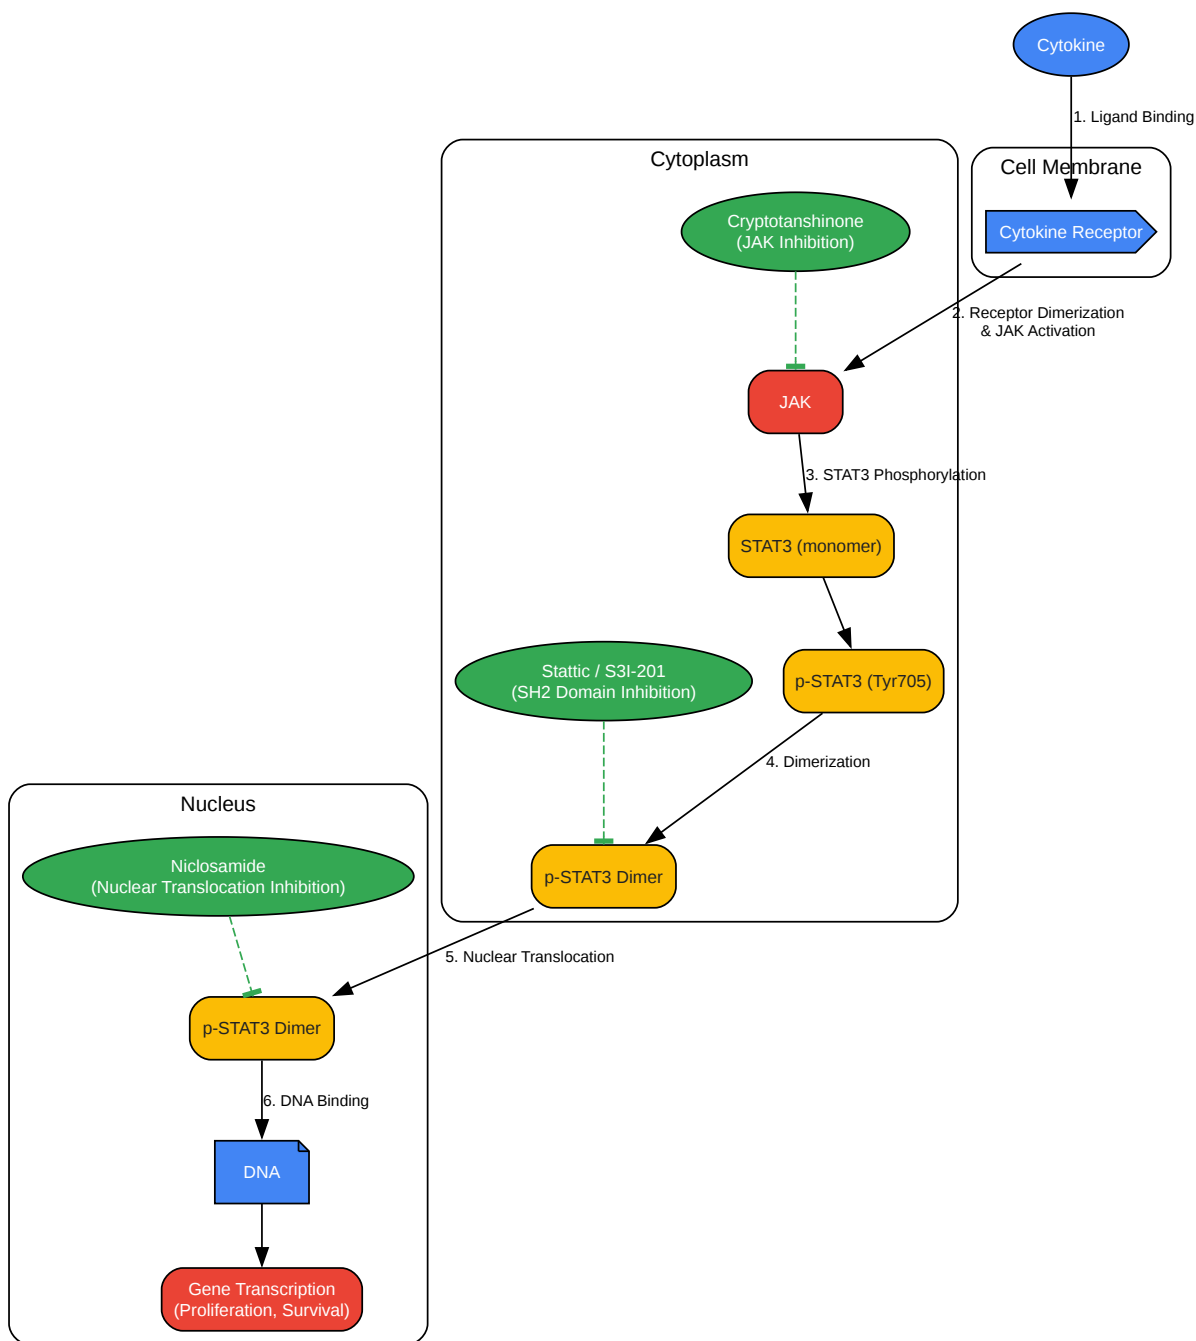 Cytokine
1. Ligand Binding
Cell Membrane
Cytokine Receptor
Cytoplasm
Cryptotanshinone
(JAK Inhibition)
2. Receptor Dimerization
& JAK Activation
JAK
3. STAT3 Phosphorylation
STAT3 (monomer)
p-STAT3 (Tyr705)
Stattic / S3I-201
(SH2 Domain Inhibition)
4. Dimerization
p-STAT3 Dimer
Nucleus
Niclosamide
(Nuclear Translocation Inhibition)
5. Nuclear Translocation
p-STAT3 Dimer
6. DNA Binding
DNA
Gene Transcription
(Proliferation, Survival)